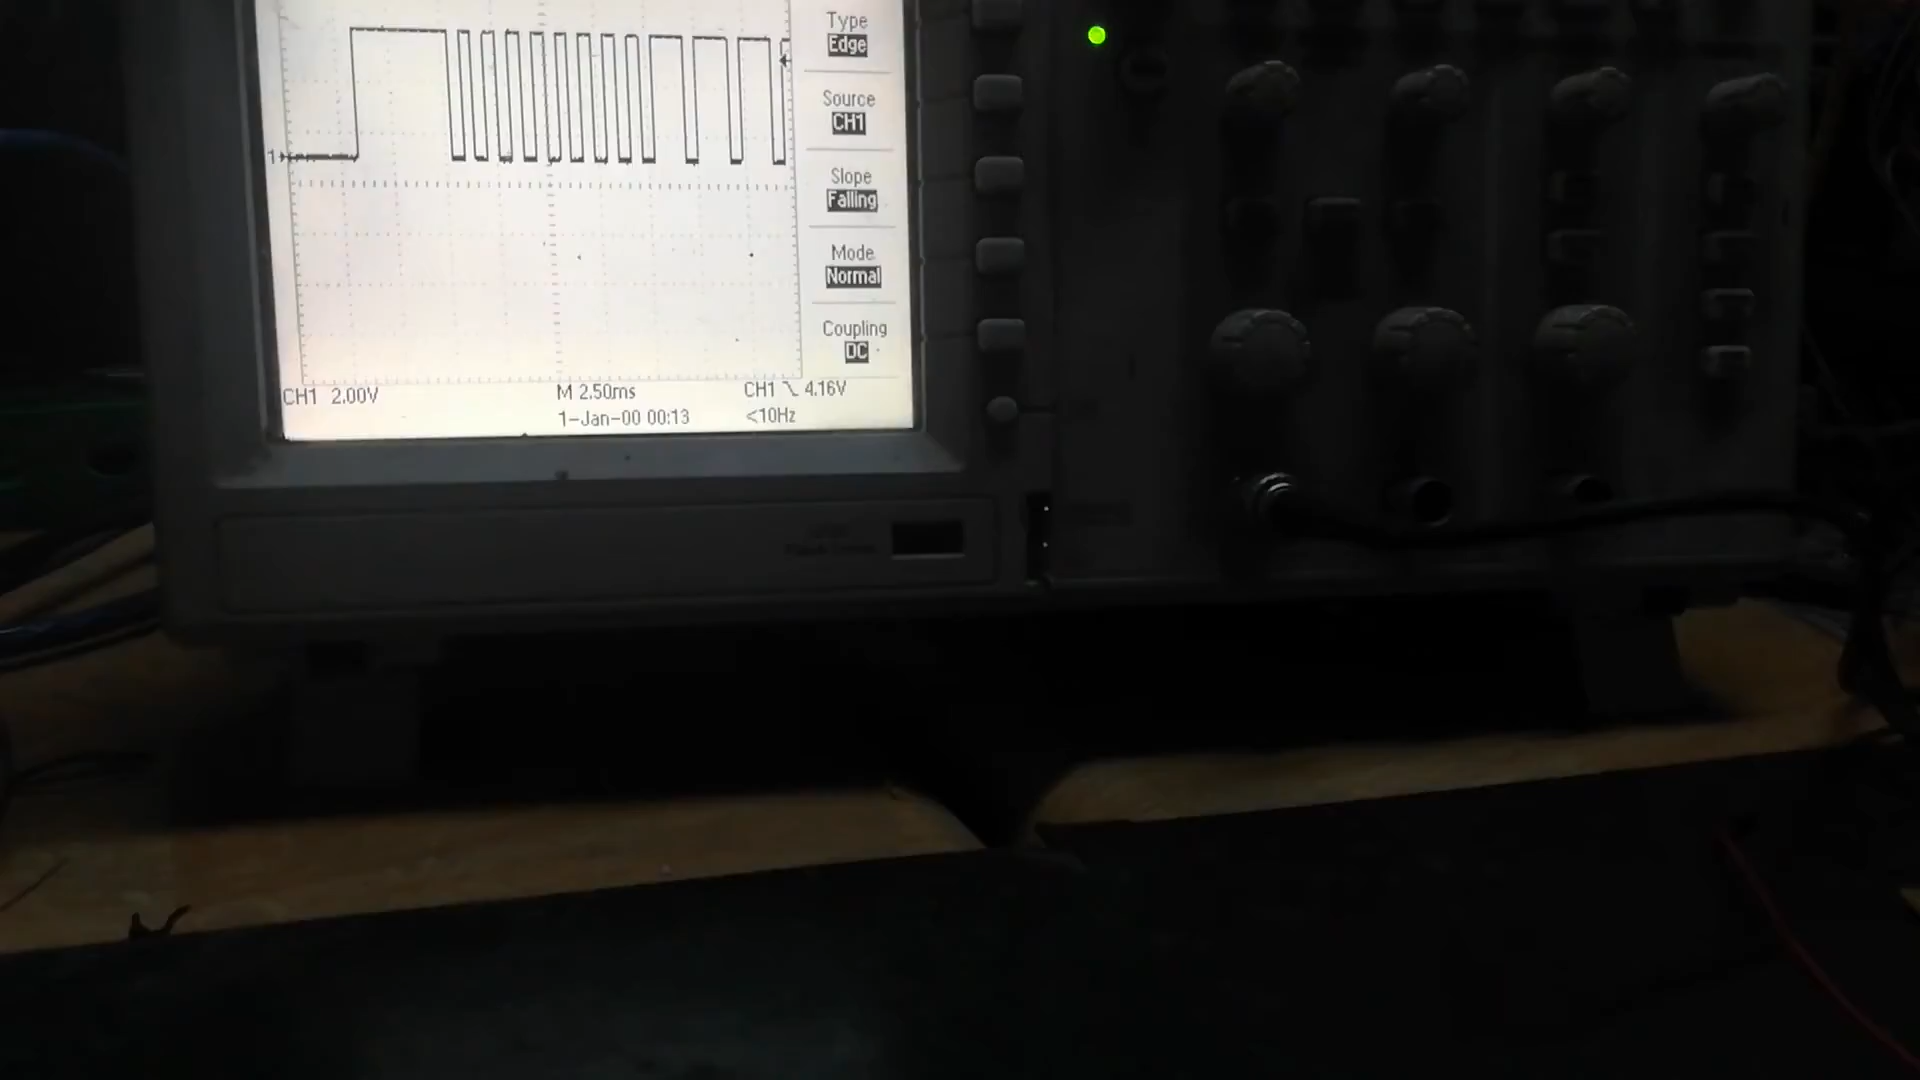 Type
Edge
Source
CH1
Slope
Falling
Mode
Normal
Coupling
DC
1
CH1 2.00V M 2.50ms CH1 4.16V
1-Jan-00 00:13 <10Hz